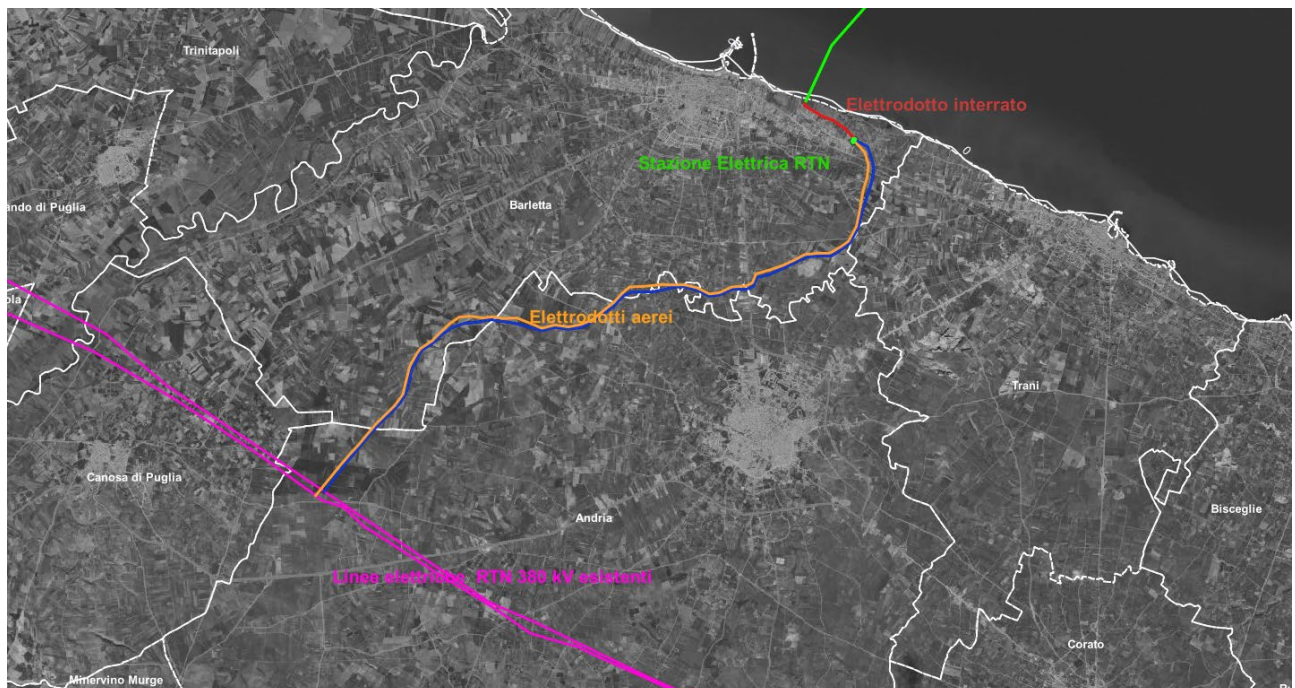 Trinitapoli
Elettrodotto interrato
Stazione Elettrica RTN
ando di Puglia
Barletta
ola
Elettrodotti aerei
Trani
Canosa di Puglia
Bisceglie
Andria
Linee elettriche RTN 380 kV esistenti
Corato
Minervino Murge